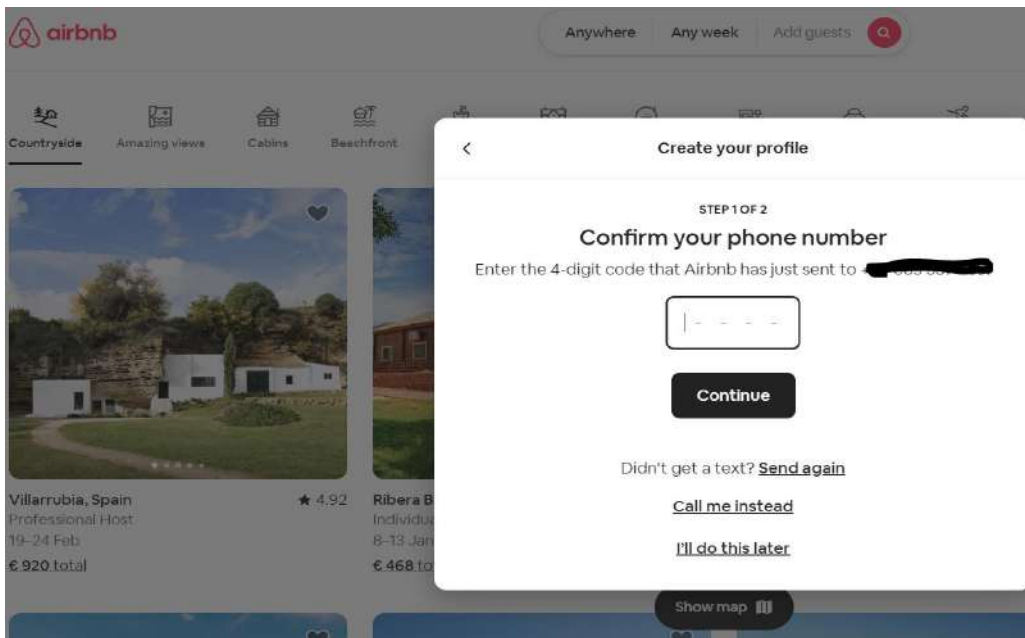 airbnb
Anywhere Any week Add guests
Countryside Amazing views Cabins Beachfront
Create your profile
STEP 1 OF 2
Confirm your phone number
Enter the 4-digit code that Airbnb has just sent to
Continue
Didn't get a text? Send again
Call me instead
I'll do this later
Villarrubia, Spain ★ 4.92
Professional Host
19–24 Feb
€ 920 total
Ribera B
Individu
8–13 Jan
€ 468 to
Show map